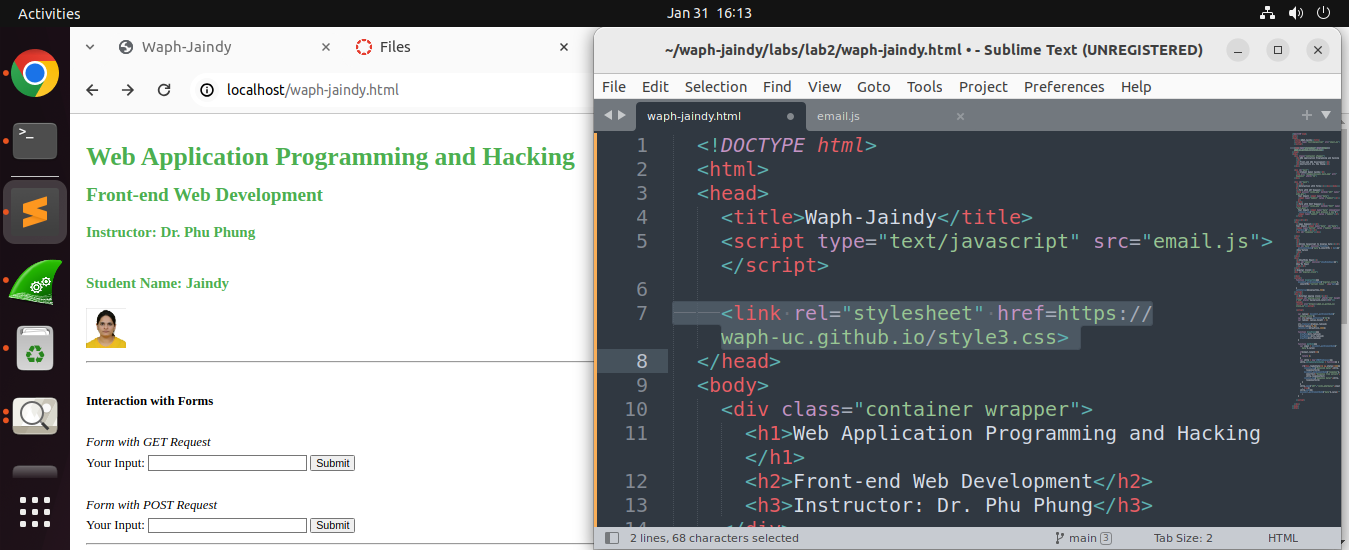 Activities
Jan 31 16:13
Waph-Jaindy
Files
localhost/waph-jaindy.html
Web Application Programming and Hacking
Front-end Web Development
Instructor: Dr. Phu Phung
Student Name: Jaindy
Interaction with Forms
Form with GET Request
Your Input: Submit
Form with POST Request
Your Input: Submit
~/waph-jaindy/labs/lab2/waph-jaindy.html • - Sublime Text (UNREGISTERED)
File Edit Selection Find View Goto Tools Project Preferences Help
waph-jaindy.html
email.js
1 <!DOCTYPE html>
2 <html>
3 <head>
4 <title>Waph-Jaindy</title>
5 <script type="text/javascript" src="email.js">
</script>
6
7 <link rel="stylesheet" href=https://
waph-uc.github.io/style3.css>
8 </head>
9 <body>
10 <div class="container wrapper">
11 <h1>Web Application Programming and Hacking
</h1>
12 <h2>Front-end Web Development</h2>
13 <h3>Instructor: Dr. Phu Phung</h3>
14 </div>
2 lines, 68 characters selected
main 3
Tab Size: 2
HTML